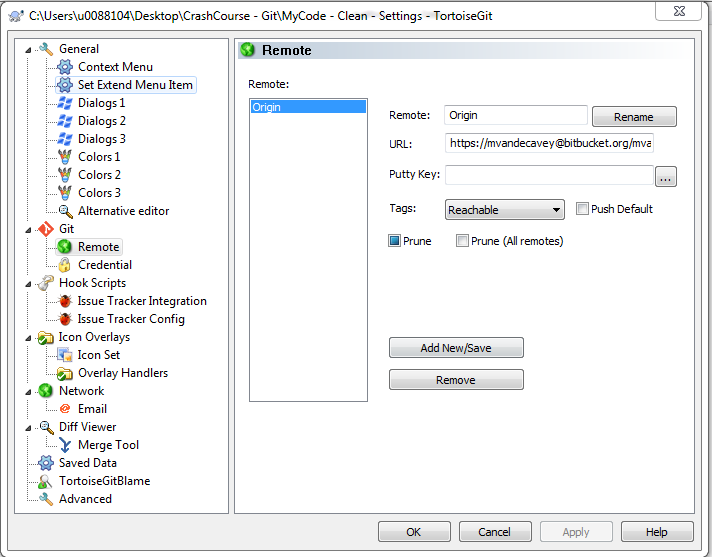 C:\Users\u0088104\Desktop\CrashCourse - Git\MyCode - Clean - Settings - TortoiseGit
General
Context Menu
Set Extend Menu Item
Dialogs 1
Dialogs 2
Dialogs 3
Colors 1
Colors 2
Colors 3
Alternative editor
Git
Remote
Credential
Hook Scripts
Issue Tracker Integration
Issue Tracker Config
Icon Overlays
Icon Set
Overlay Handlers
Network
Email
Diff Viewer
Merge Tool
Saved Data
TortoiseGitBlame
Advanced
Remote
Remote:
Origin
Remote: Origin Rename
URL: https://mvandecavey@bitbucket.org/mva
Putty Key: ...
Tags: Reachable Push Default
Prune Prune (All remotes)
Add New/Save
Remove
OK Cancel Apply Help